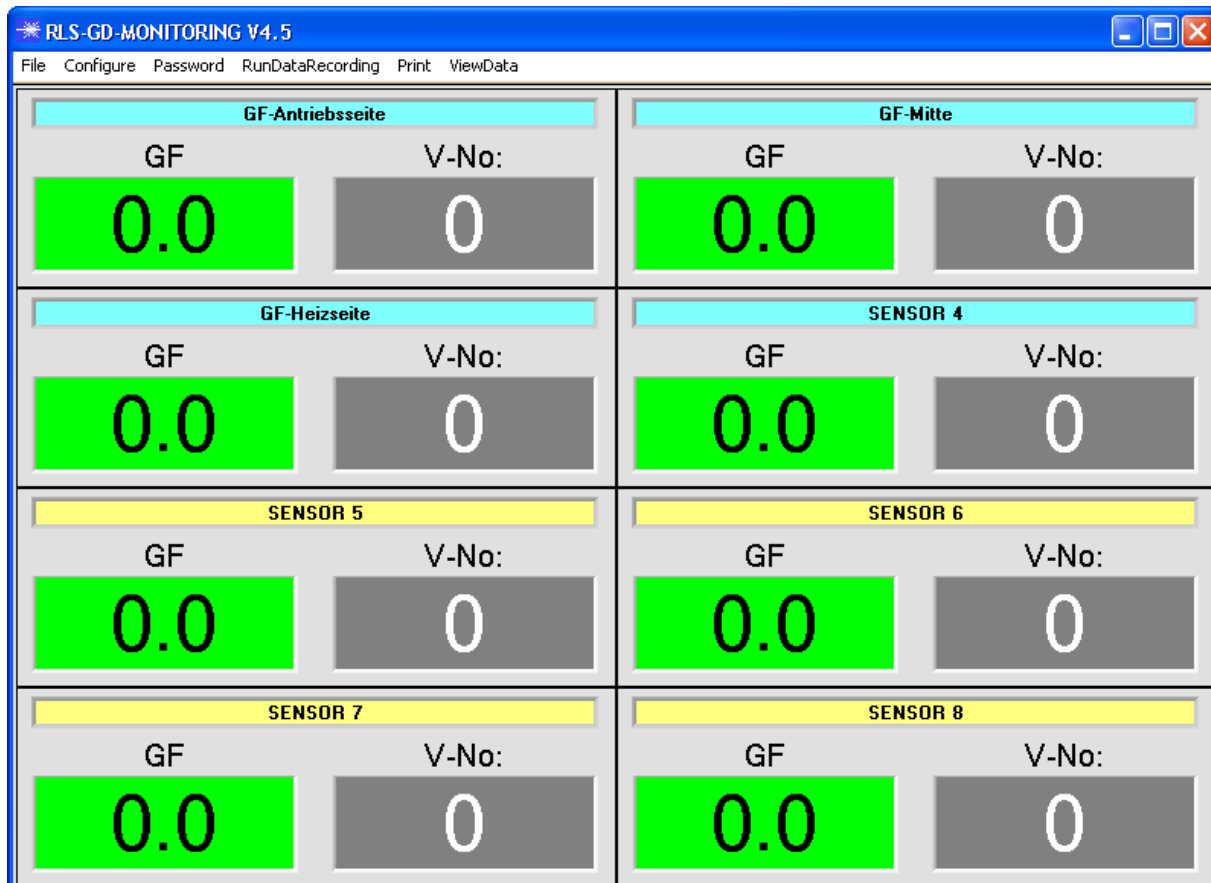 RLS-GD-MONITORING V4.5
File Configure Password RunDataRecording Print ViewData
GF-Antriebsseite
GF V-No:
0.0 0
GF-Mitte
GF V-No:
0.0 0
GF-Heizseite
GF V-No:
0.0 0
SENSOR 4
GF V-No:
0.0 0
SENSOR 5
GF V-No:
0.0 0
SENSOR 6
GF V-No:
0.0 0
SENSOR 7
GF V-No:
0.0 0
SENSOR 8
GF V-No:
0.0 0